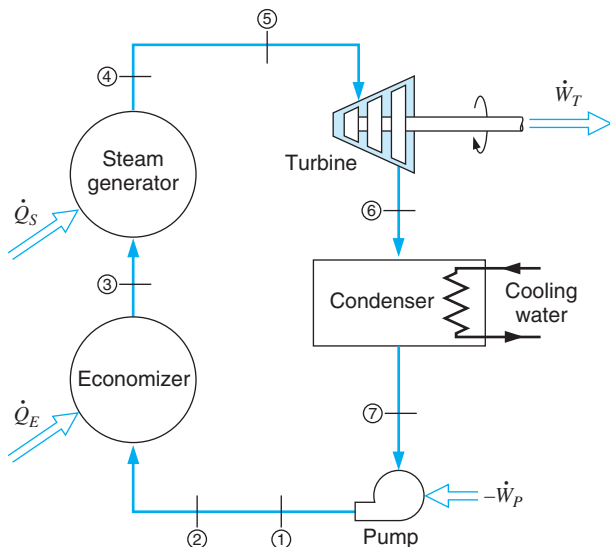 ⑤
④
Ẇ_T
Turbine
Steam
generator
Q̇_S
⑥
③
Condenser
Cooling
water
Economizer
Q̇_E
⑦
−Ẇ_P
②
①
Pump